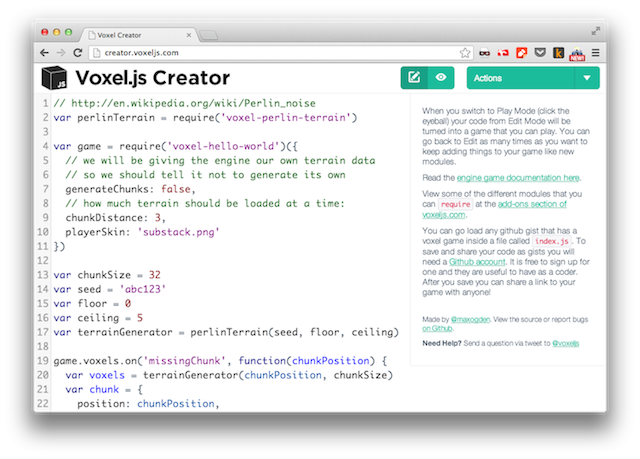 Voxel Creator
creator.voxeljs.com
NEW!
JS
Voxel.js Creator
Actions
1 // http://en.wikipedia.org/wiki/Perlin_noise
2 var perlinTerrain = require('voxel-perlin-terrain')
3
4 var game = require('voxel-hello-world')({
5   // we will be giving the engine our own terrain data
6   // so we should tell it not to generate its own
7   generateChunks: false,
8   // how much terrain should be loaded at a time:
9   chunkDistance: 3,
10   playerSkin: 'substack.png'
11 })
12
13 var chunkSize = 32
14 var seed = 'abc123'
15 var floor = 0
16 var ceiling = 5
17 var terrainGenerator = perlinTerrain(seed, floor, ceiling)
18
19 game.voxels.on('missingChunk', function(chunkPosition) {
20   var voxels = terrainGenerator(chunkPosition, chunkSize)
21   var chunk = {
22     position: chunkPosition,
When you switch to Play Mode (click the
eyeball) your code from Edit Mode will
be turned into a game that you can play. You can
go back to Edit as many times as you want to
keep adding things to your game like new
modules.
Read the engine game documentation here.
View some of the different modules that you
can require at the add-ons section of
voxeljs.com.
You can go load any github gist that has a
voxel game inside a file called index.js. To
save and share your code as gists you will
need a Github account. It is free to sign up for
one and they are useful to have as a coder.
After you save you can share a link to your
game with anyone!
Made by @maxogden. View the source or report bugs
on Github.
Need Help? Send a question via tweet to @voxeljs